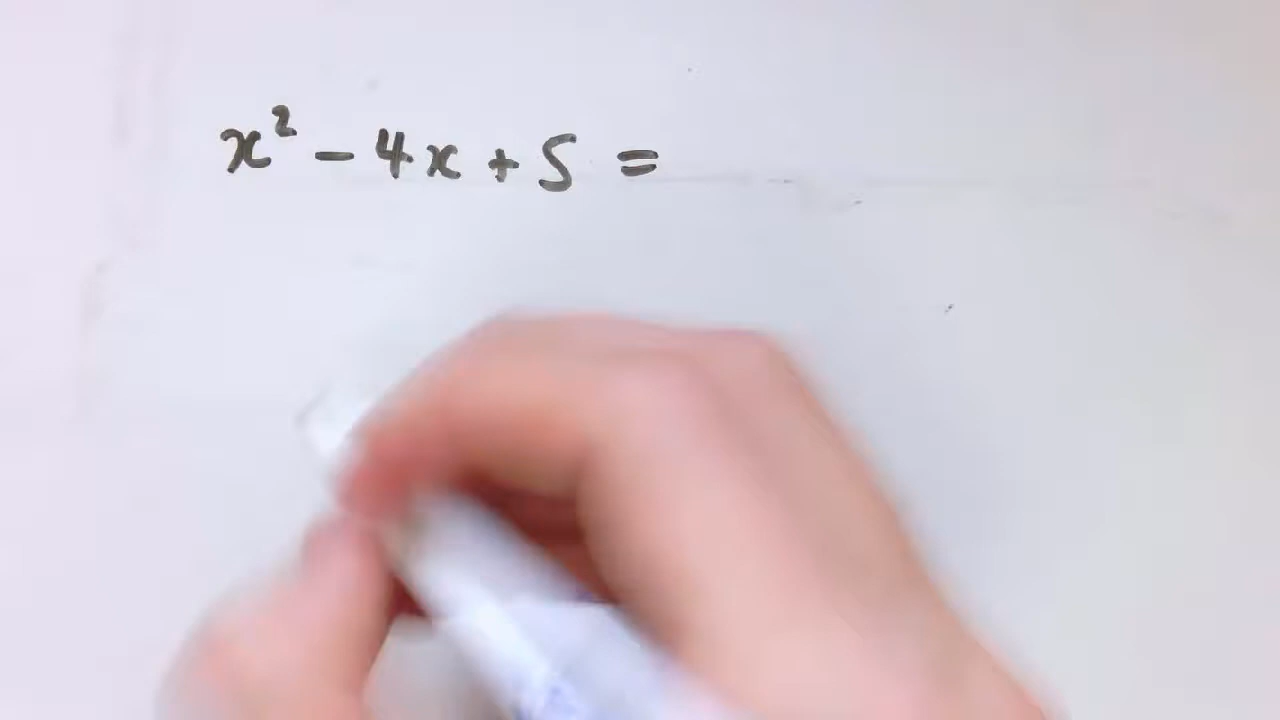 x² - 4x + 5 =